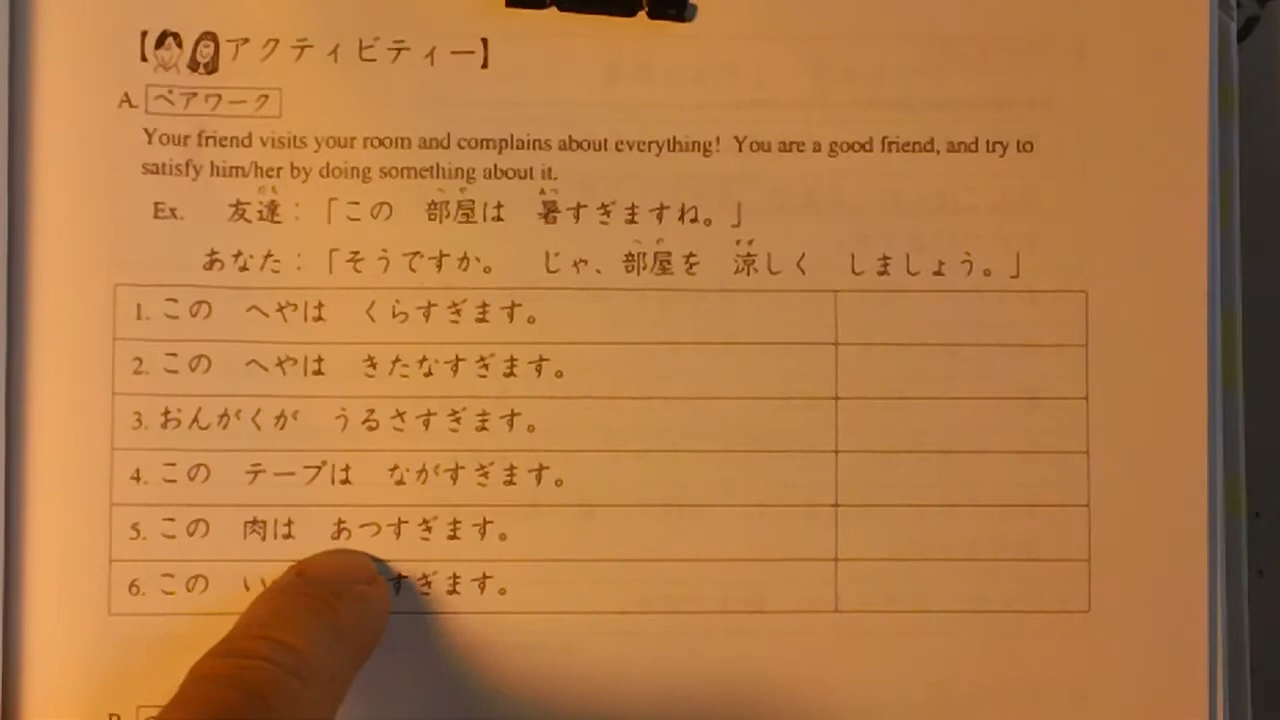 【アクティビティー】
A. ペアワーク
Your friend visits your room and complains about everything! You are a good friend, and try to
satisfy him/her by doing something about it.
Ex. 友達：「この 部屋は 暑すぎますね。」
あなた：「そうですか。 じゃ、部屋を 涼しく しましょう。」
1. この へやは くらすぎます。
2. この へやは きたなすぎます。
3. おんがくが うるさすぎます。
4. この テープは ながすぎます。
5. この 肉は あつすぎます。
6. この すぎます。